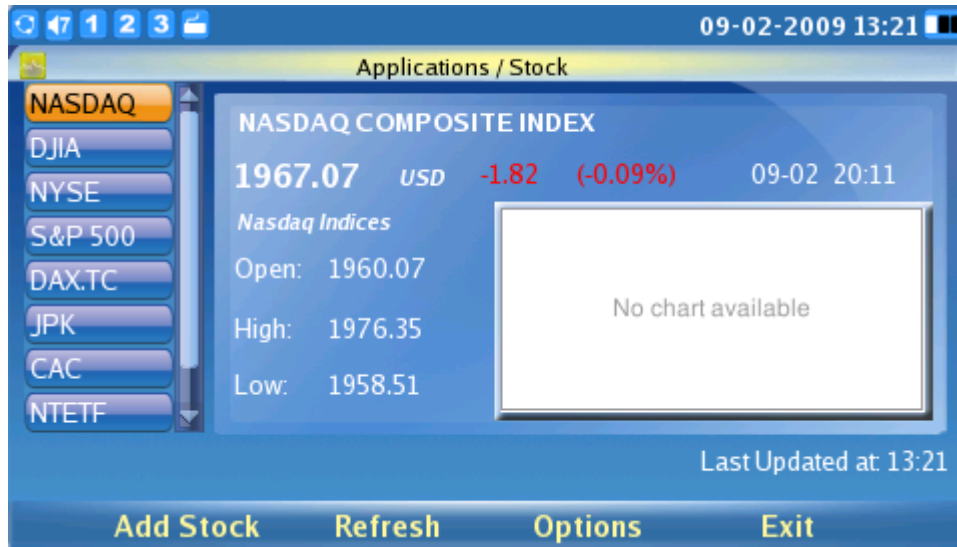 7 1 2 3 09-02-2009 13:21
Applications / Stock
NASDAQ
DJIA
NYSE
S&P 500
DAX.TC
JPK
CAC
NTETF
NASDAQ COMPOSITE INDEX
1967.07 USD -1.82 (-0.09%) 09-02 20:11
Nasdaq Indices
Open: 1960.07
High: 1976.35
Low: 1958.51
No chart available
Last Updated at: 13:21
Add Stock Refresh Options Exit